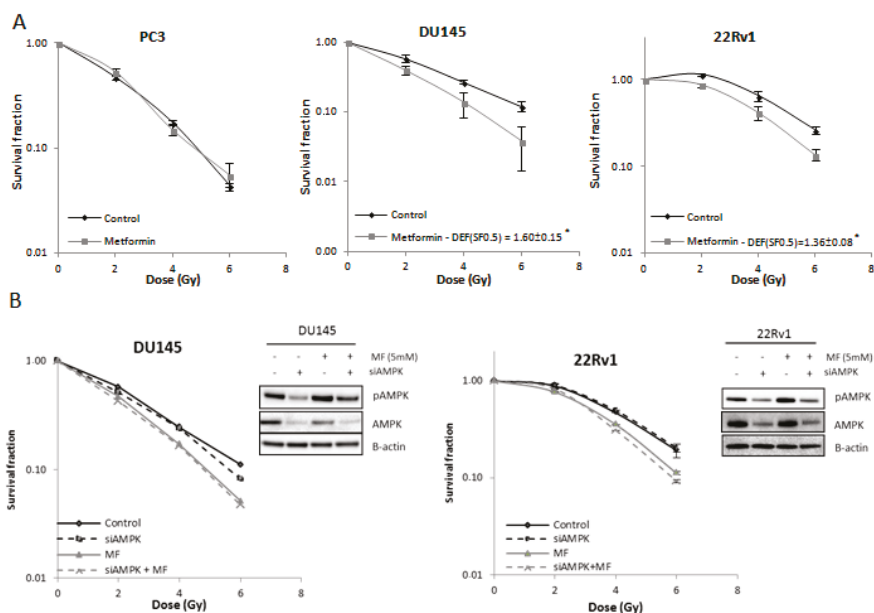 A
PC3
1.00
0.10
0.01
Survival fraction
Control
Metformin
0 2 4 6 8
Dose (Gy)
DU145
1.00
0.10
0.01
0.00
Survival fraction
Control
Metformin - DEF(SF0.5) = 1.60±0.15 *
0 2 4 6 8
Dose (Gy)
22Rv1
1.00
0.10
0.01
Survival fraction
Control
Metformin - DEF(SF0.5)=1.36±0.08 *
0 2 4 6 8
Dose (Gy)
B
DU145
1.00
0.10
0.01
Survival fraction
Control
siAMPK
MF
siAMPK + MF
0 2 4 6 8
Dose (Gy)
DU145
- - + + MF (5mM)
- + - + siAMPK
pAMPK
AMPK
B-actin
22Rv1
1.00
0.10
0.01
Survival fraction
Control
siAMPK
MF
siAMPK+MF
0 2 4 6 8
Dose (Gy)
22Rv1
- - + + MF (5mM)
- + - + siAMPK
pAMPK
AMPK
B-actin